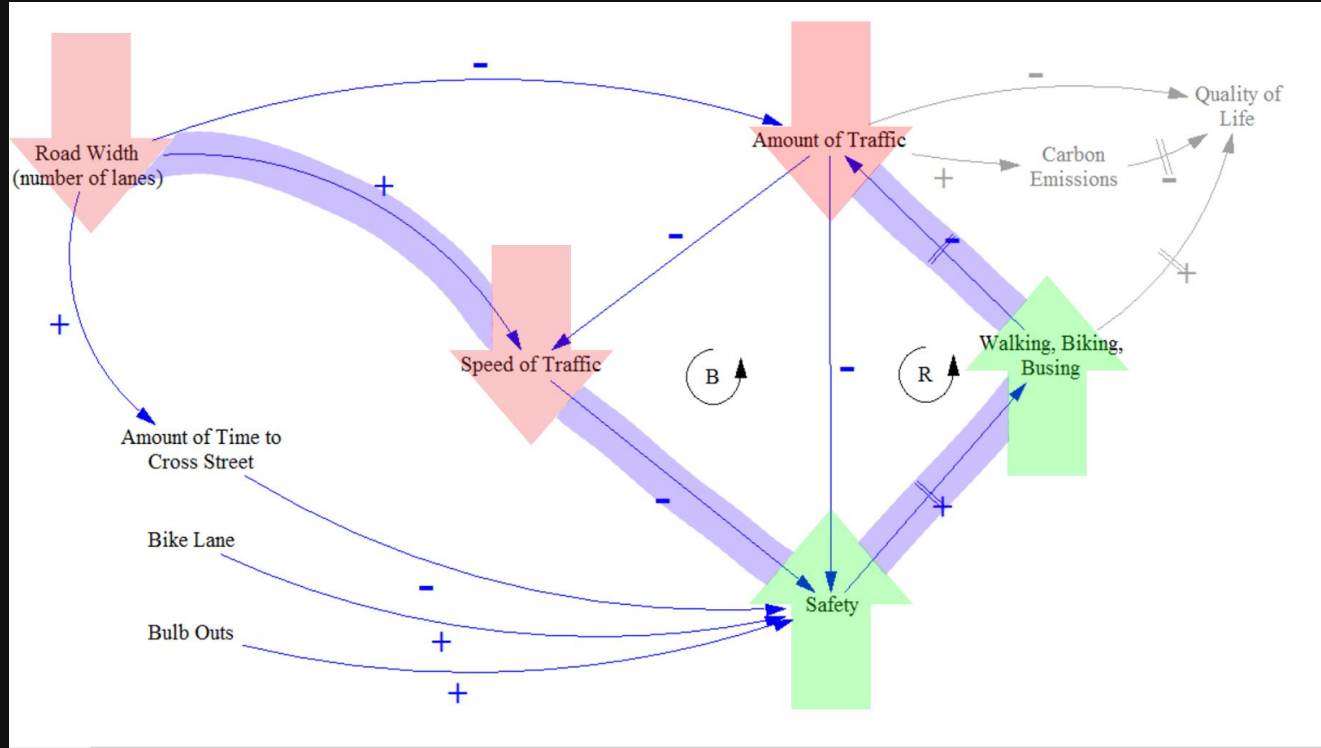 Road Width
(number of lanes)
-
Amount of Traffic
-
Quality of
Life
+
Carbon
Emissions
-
+
-
-
+
+
Speed of Traffic
B
-
R
Walking, Biking,
Busing
Amount of Time to
Cross Street
-
+
Bike Lane
-
+
Safety
Bulb Outs
+